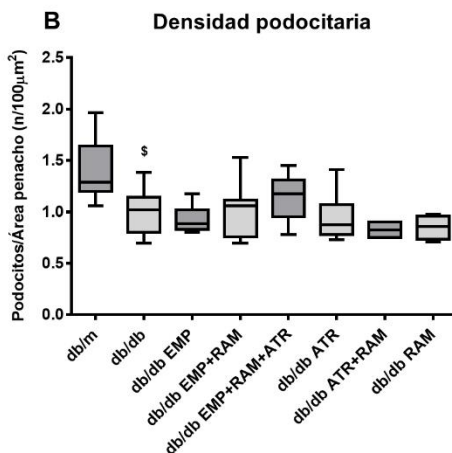 B Densidad podocitaria
Podocitos/Área penacho (n/100μm²)
2.5
2.0
1.5
1.0
0.5
0.0
$
db/m
db/db
db/db EMP
db/db EMP+RAM
db/db EMP+RAM+ATR
db/db ATR
db/db ATR+RAM
db/db RAM